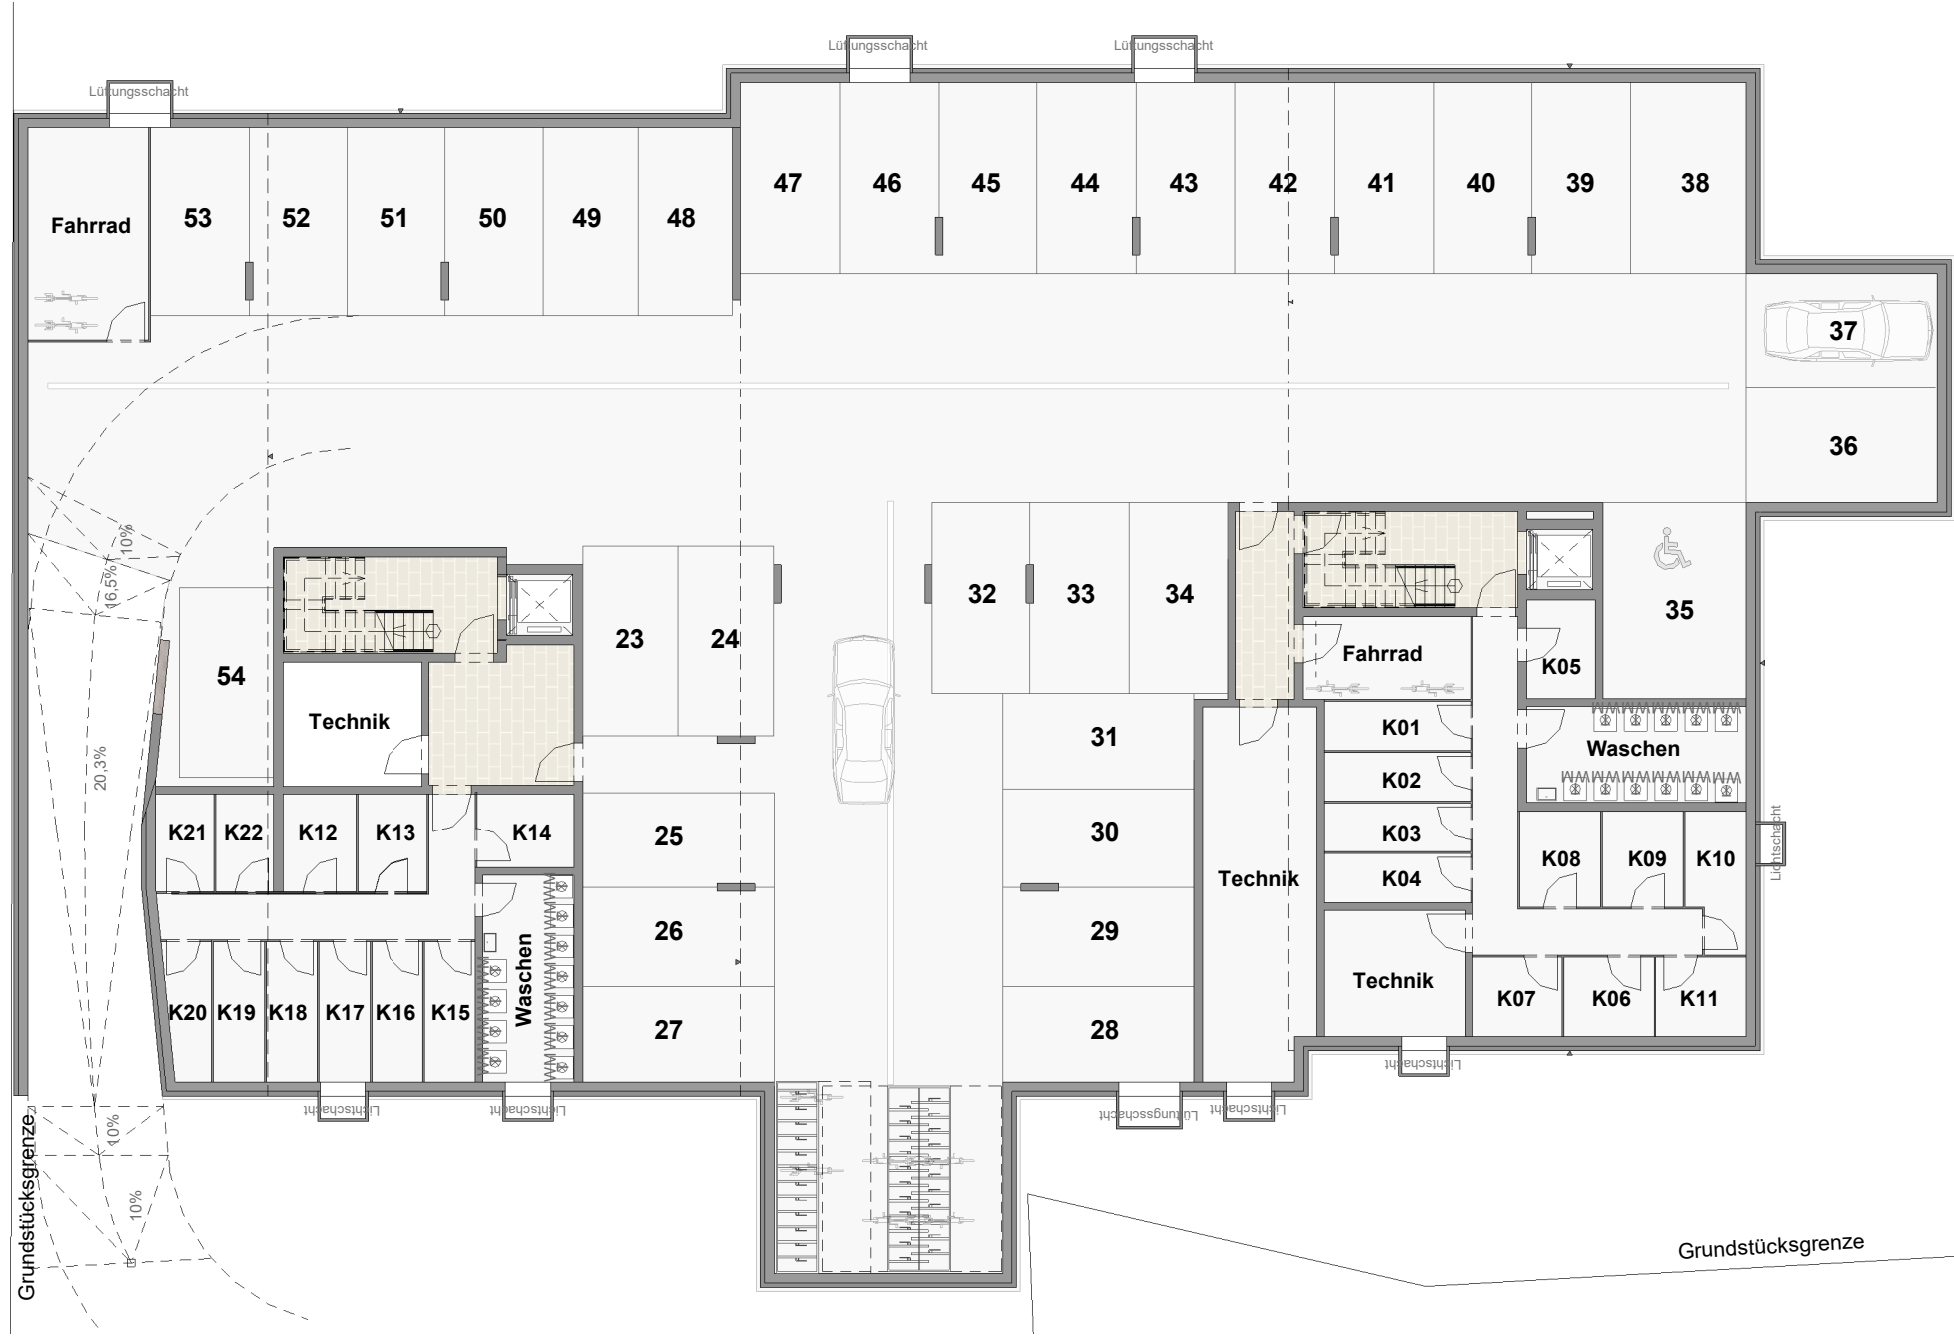 Lüftungsschacht
Lüftungsschacht
Lüftungsschacht
47
46
45
44
43
42
41
40
39
38
Fahrrad
53
52
51
50
49
48
37
36
10%
16,5%
20,3%
54
23
24
32
33
34
35
Technik
Fahrrad
K05
31
K01
Waschen
K02
K21
K22
K12
K13
K14
25
30
K03
K08
K09
K10
Lichtschacht
Technik
K04
26
29
Waschen
Technik
K20
K19
K18
K17
K16
K15
27
28
K07
K06
K11
Lichtschacht
Lichtschacht
Lichtschacht
Lüftungsschacht
Lichtschacht
10%
10%
Grundstücksgrenze
Grundstücksgrenze